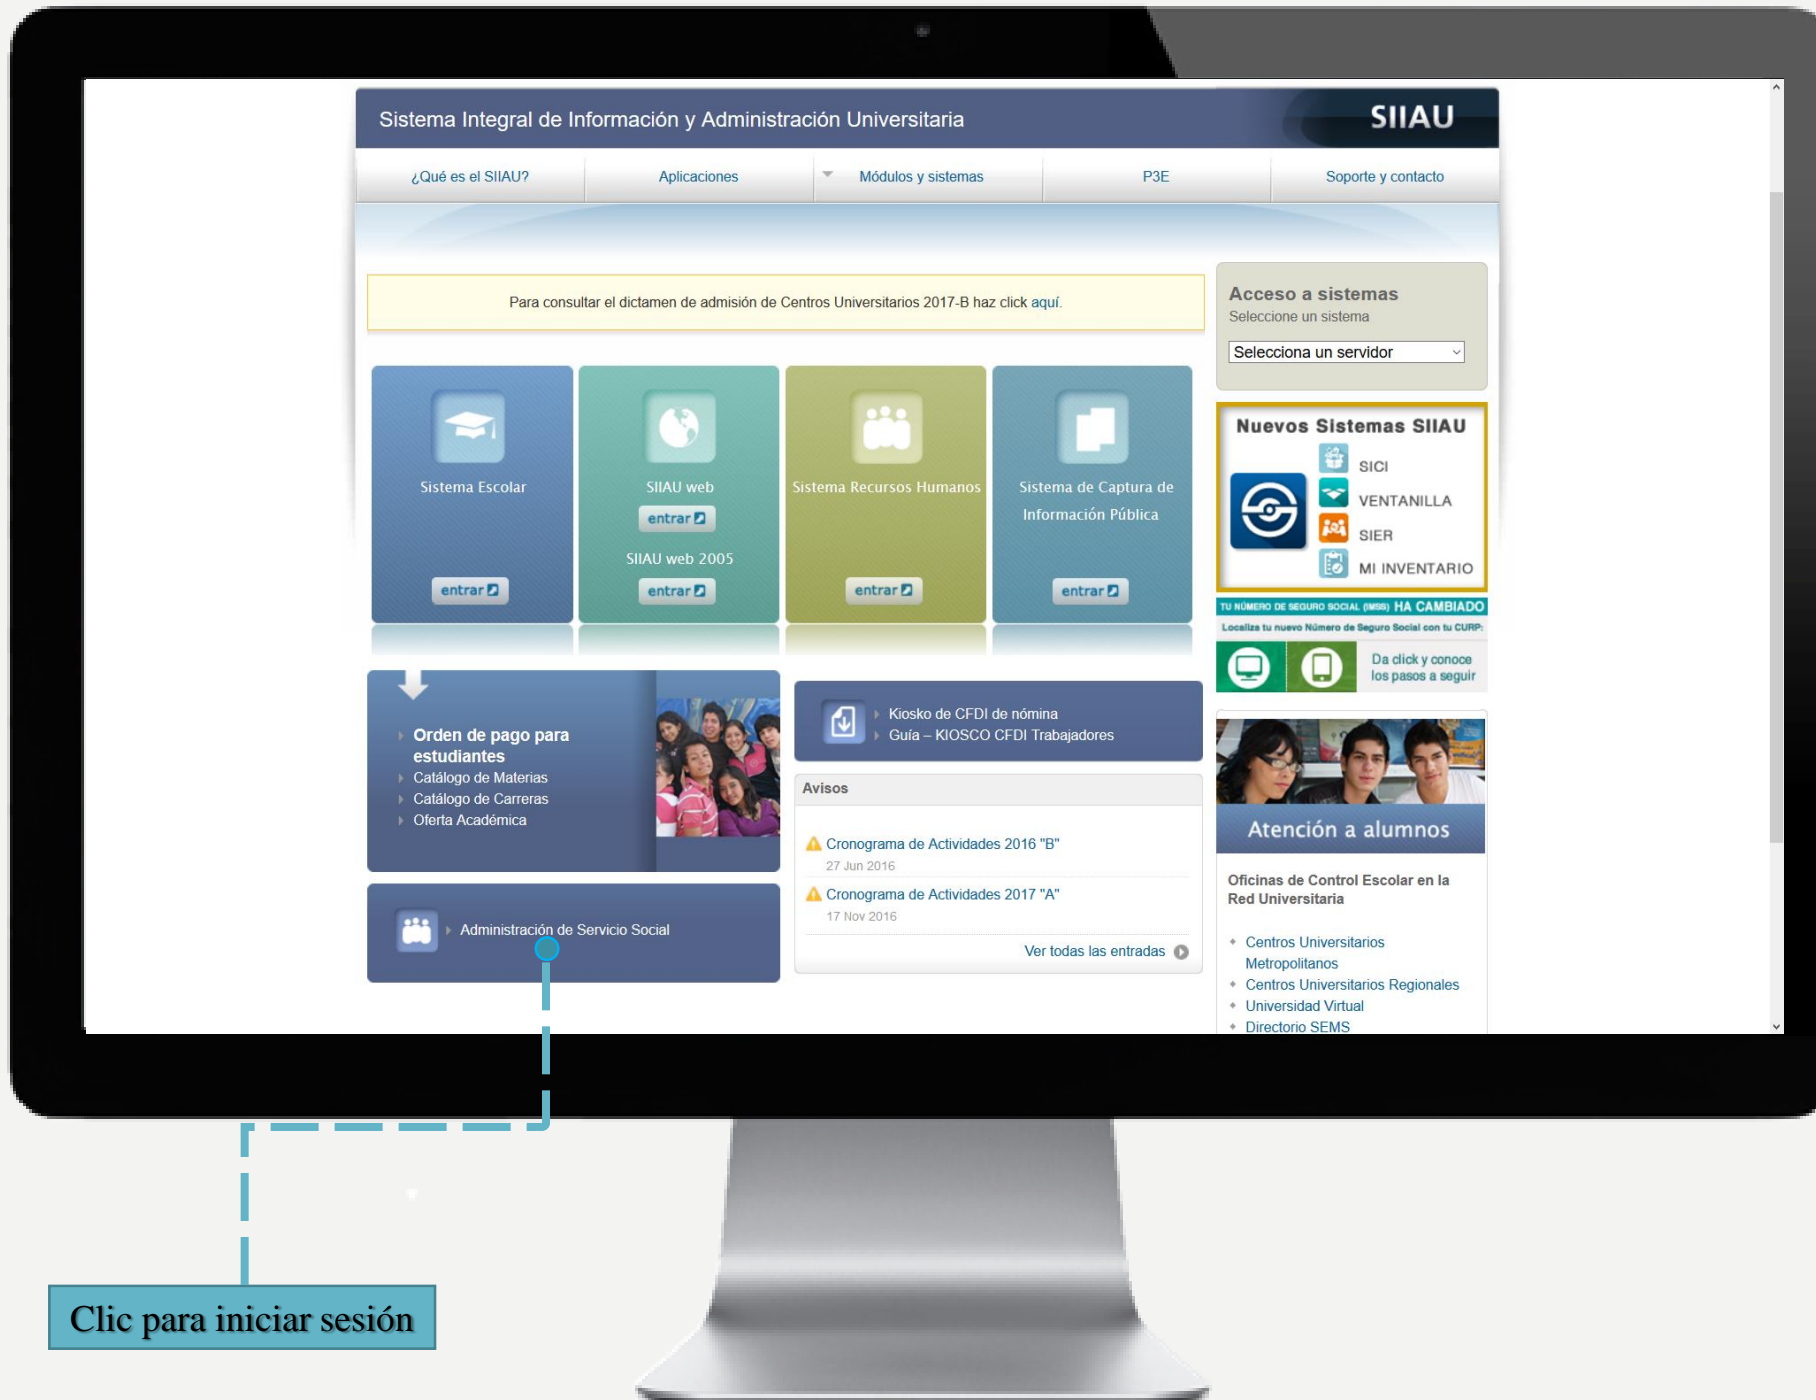 Sistema Integral de Información y Administración Universitaria
SIIAU
¿Qué es el SIIAU?
Aplicaciones
Módulos y sistemas
P3E
Soporte y contacto
Para consultar el dictamen de admisión de Centros Universitarios 2017-B haz click aquí.
Sistema Escolar
entrar
SIIAU web
entrar
SIIAU web 2005
entrar
Sistema Recursos Humanos
entrar
Sistema de Captura de
Información Pública
entrar
Orden de pago para
estudiantes
Catálogo de Materias
Catálogo de Carreras
Oferta Académica
Administración de Servicio Social
Kiosko de CFDI de nómina
Guía – KIOSCO CFDI Trabajadores
Avisos
Cronograma de Actividades 2016 "B"
27 Jun 2016
Cronograma de Actividades 2017 "A"
17 Nov 2016
Ver todas las entradas
Acceso a sistemas
Seleccione un sistema
Selecciona un servidor
Nuevos Sistemas SIIAU
SICI
VENTANILLA
SIER
MI INVENTARIO
TU NÚMERO DE SEGURO SOCIAL (IMSS) HA CAMBIADO
Localiza tu nuevo Número de Seguro Social con tu CURP:
Da click y conoce
los pasos a seguir
Atención a alumnos
Oficinas de Control Escolar en la
Red Universitaria
Centros Universitarios
Metropolitanos
Centros Universitarios Regionales
Universidad Virtual
Directorio SEMS
Clic para iniciar sesión